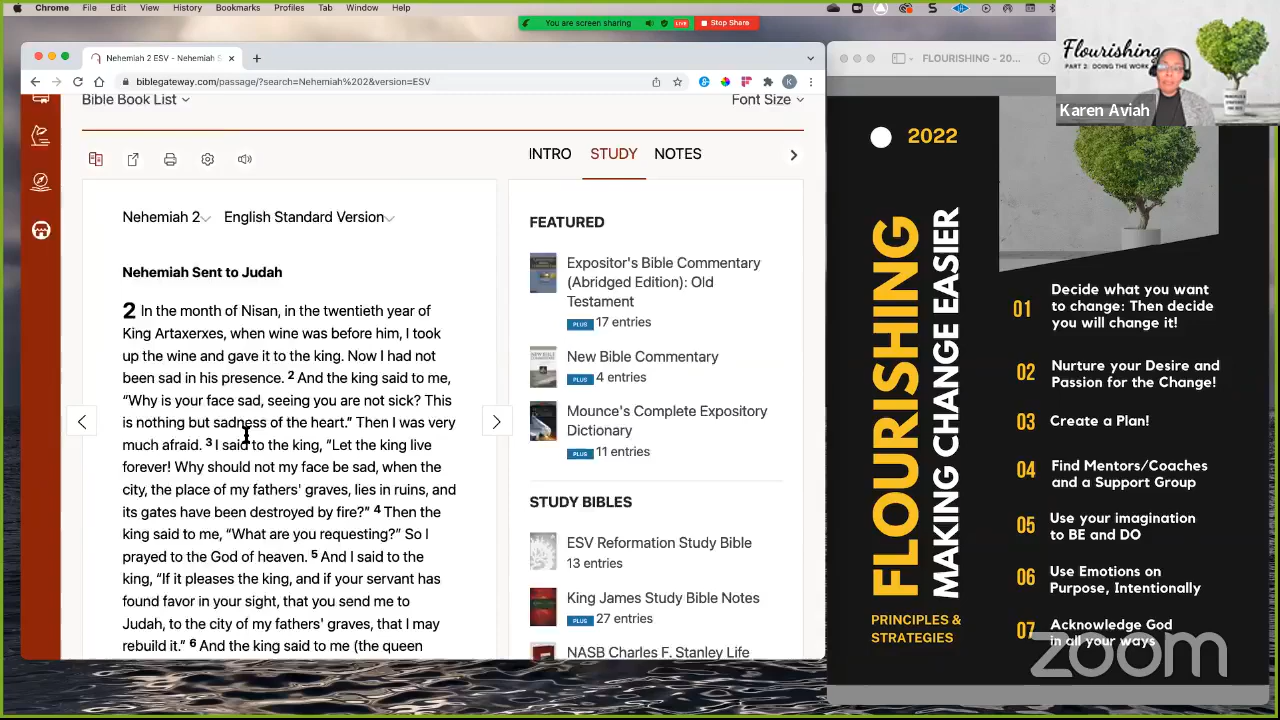 Chrome File Edit View History Bookmarks Profiles Tab Window Help
You are screen sharing LIVE Stop Share
Nehemiah 2 ESV - Nehemiah S
biblegateway.com/passage/?search=Nehemiah%202&version=ESV
K
Bible Book List
Font Size
INTRO STUDY NOTES
Nehemiah 2 English Standard Version
Nehemiah Sent to Judah
2 In the month of Nisan, in the twentieth year of
King Artaxerxes, when wine was before him, I took
up the wine and gave it to the king. Now I had not
been sad in his presence. 2 And the king said to me,
“Why is your face sad, seeing you are not sick? This
is nothing but sadness of the heart.” Then I was very
much afraid. 3 I said to the king, “Let the king live
forever! Why should not my face be sad, when the
city, the place of my fathers' graves, lies in ruins, and
its gates have been destroyed by fire?” 4 Then the
king said to me, “What are you requesting?” So I
prayed to the God of heaven. 5 And I said to the
king, “If it pleases the king, and if your servant has
found favor in your sight, that you send me to
Judah, to the city of my fathers' graves, that I may
rebuild it.” 6 And the king said to me (the queen
FEATURED
Expositor's Bible Commentary
(Abridged Edition): Old
Testament
PLUS 17 entries
New Bible Commentary
PLUS 4 entries
Mounce's Complete Expository
Dictionary
PLUS 11 entries
STUDY BIBLES
ESV Reformation Study Bible
13 entries
King James Study Bible Notes
PLUS 27 entries
NASB Charles F. Stanley Life
FLOURISHING - 20...
2022
FLOURISHING
MAKING CHANGE EASIER
PRINCIPLES &
STRATEGIES
01 Decide what you want
to change: Then decide
you will change it!
02 Nurture your Desire and
Passion for the Change!
03 Create a Plan!
04 Find Mentors/Coaches
and a Support Group
05 Use your imagination
to BE and DO
06 Use Emotions on
Purpose, Intentionally
07 Acknowledge God
in all your ways
zoom
Flourishing
PART 2: DOING THE WORK
Karen Aviah